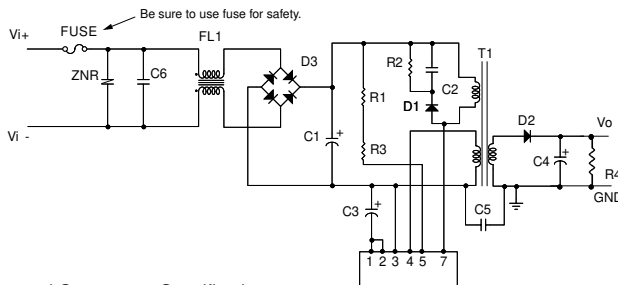 Be sure to use fuse for safety.
Vi+
FUSE
FL1
T1
ZNR
C6
D3
R2
C2
R1
D1
C1
+
R3
D2
Vo
Vi -
C4
+
R4
GND
C3
+
C5
1 2 3 4 5 7